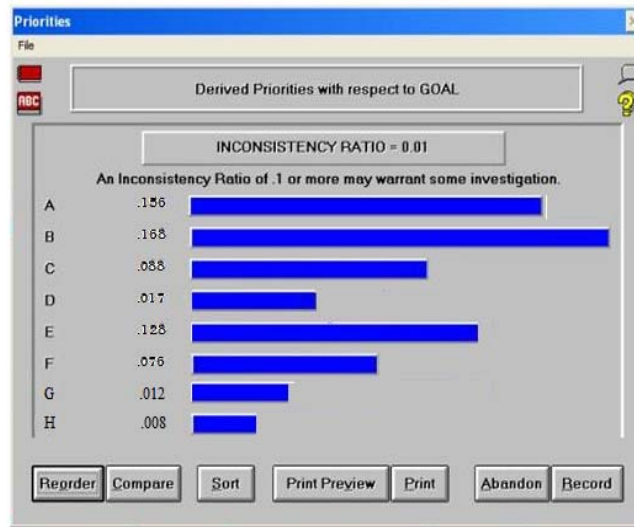 Priorities
File
ABC
Derived Priorities with respect to GOAL
INCONSISTENCY RATIO = 0.01
An Inconsistency Ratio of .1 or more may warrant some investigation.
A .156
B .168
C .088
D .017
E .128
F .076
G .012
H .008
Reorder Compare Sort Print Preview Print Abandon Record